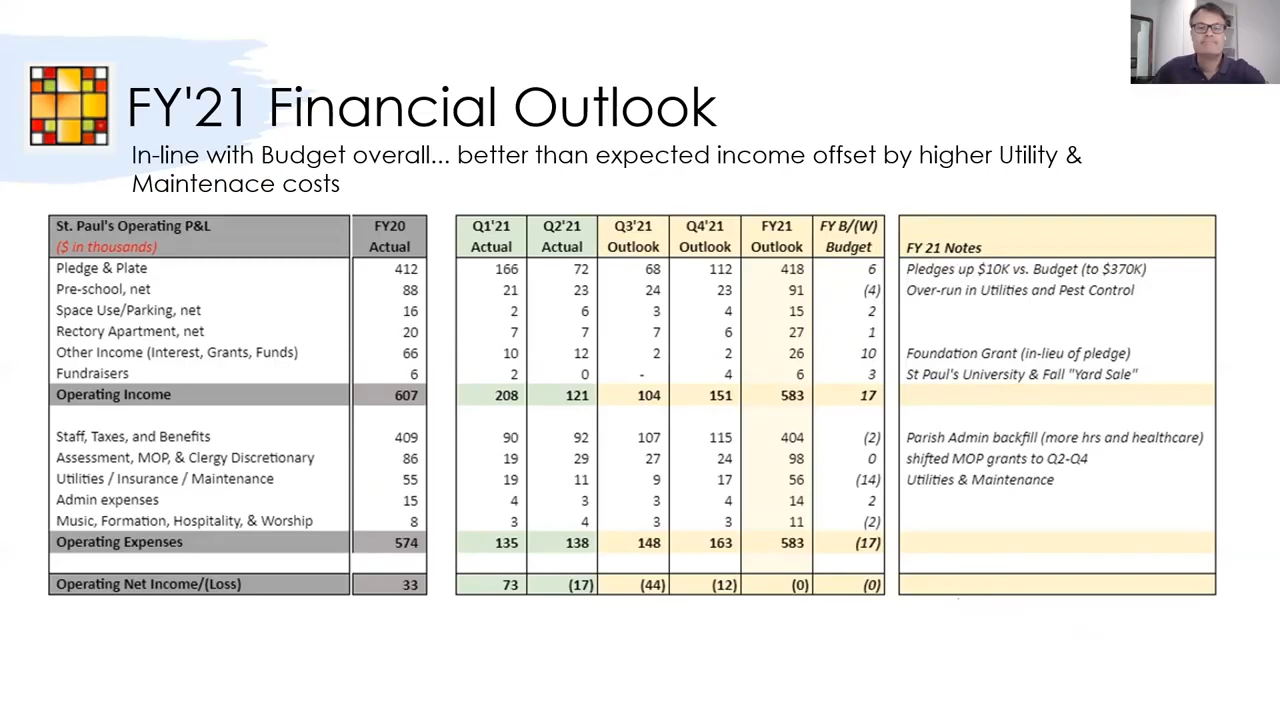 FY'21 Financial Outlook
In-line with Budget overall... better than expected income offset by higher Utility &
Maintenace costs
St. Paul's Operating P&L FY20 Q1'21 Q2'21 Q3'21 Q4'21 FY21 FY B/(W)
($ in thousands) Actual Actual Actual Outlook Outlook Outlook Budget FY 21 Notes
Pledge & Plate 412 166 72 68 112 418 6 Pledges up $10K vs. Budget (to $370K)
Pre-school, net 88 21 23 24 23 91 (4) Over-run in Utilities and Pest Control
Space Use/Parking, net 16 2 6 3 4 15 2
Rectory Apartment, net 20 7 7 7 6 27 1
Other Income (Interest, Grants, Funds) 66 10 12 2 2 26 10 Foundation Grant (in-lieu of pledge)
Fundraisers 6 2 0 - 4 6 3 St Paul's University & Fall "Yard Sale"
Operating Income 607 208 121 104 151 583 17
Staff, Taxes, and Benefits 409 90 92 107 115 404 (2) Parish Admin backfill (more hrs and healthcare)
Assessment, MOP, & Clergy Discretionary 86 19 29 27 24 98 0 shifted MOP grants to Q2-Q4
Utilities / Insurance / Maintenance 55 19 11 9 17 56 (14) Utilities & Maintenance
Admin expenses 15 4 3 3 4 14 2
Music, Formation, Hospitality, & Worship 8 3 4 3 3 11 (2)
Operating Expenses 574 135 138 148 163 583 (17)
Operating Net Income/(Loss) 33 73 (17) (44) (12) (0) (0)